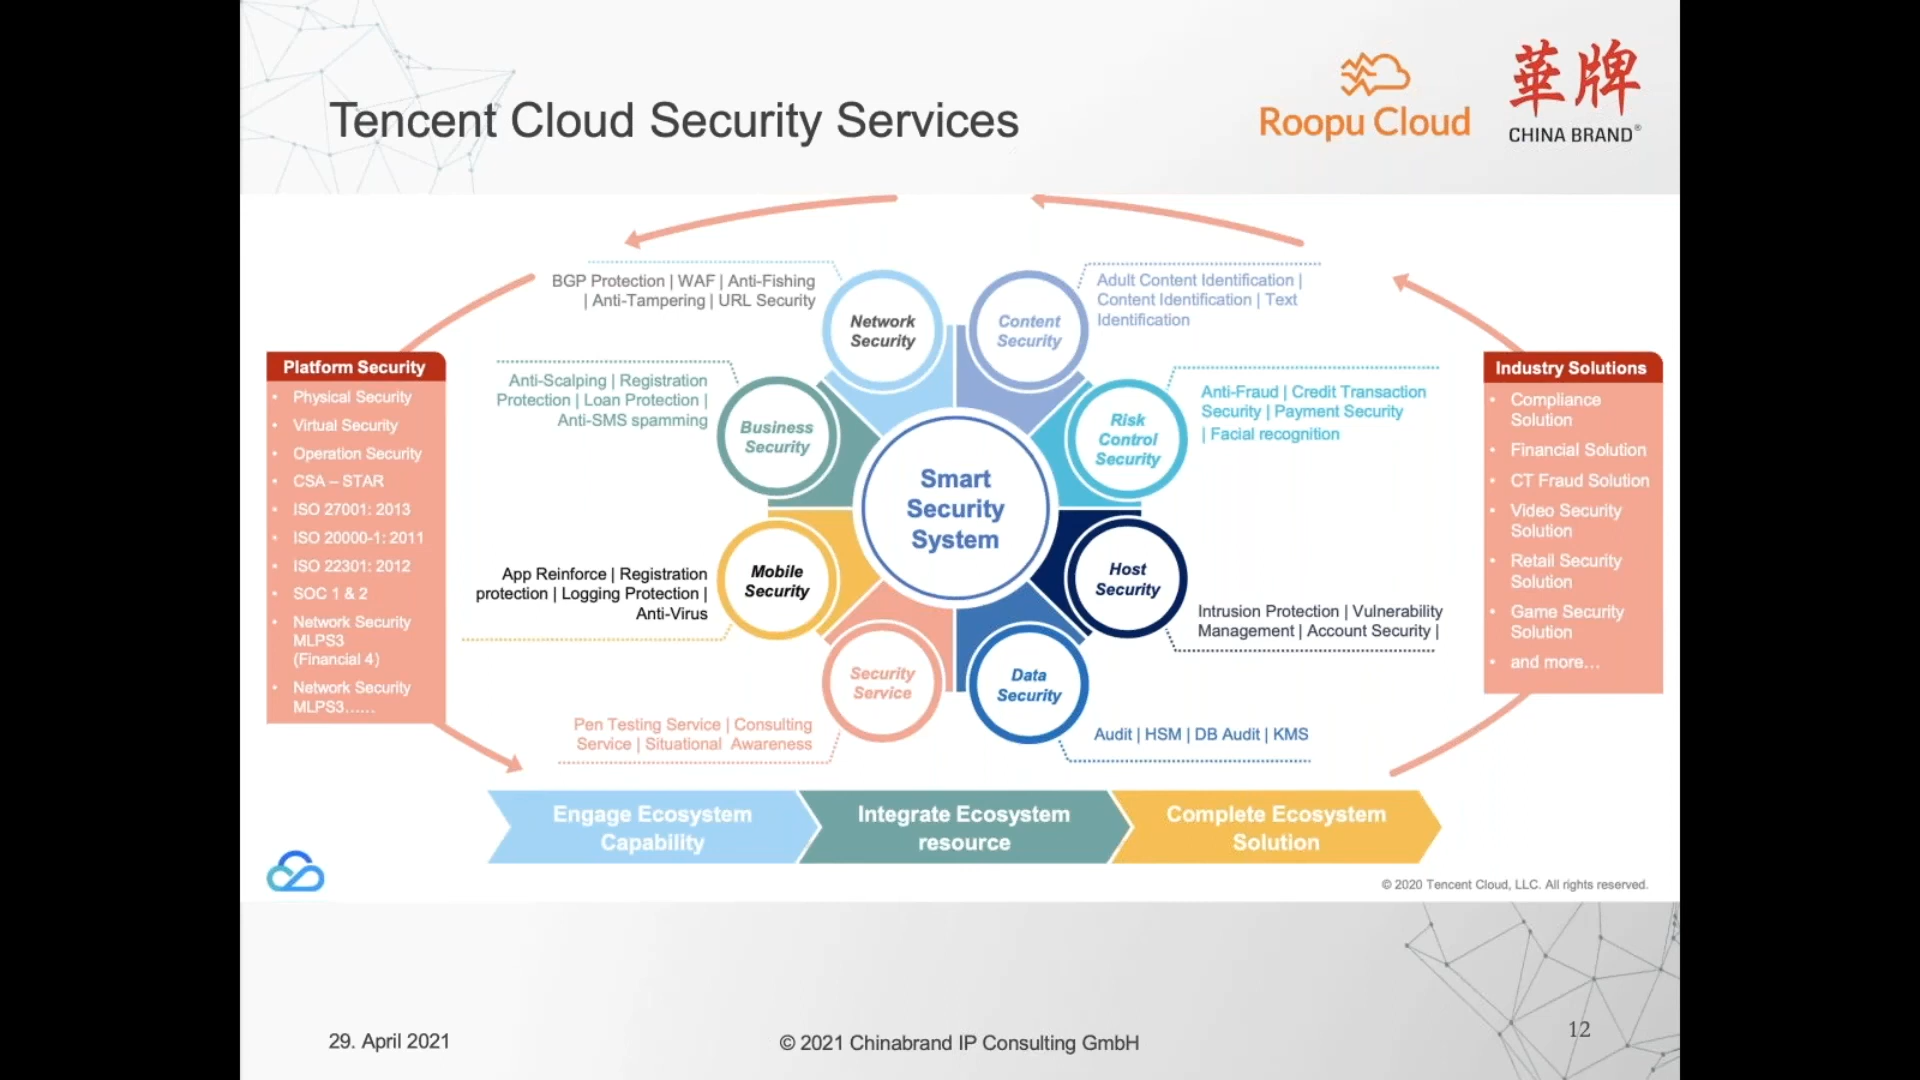 Tencent Cloud Security Services
Roopu Cloud
華牌
CHINA BRAND®
BGP Protection | WAF | Anti-Fishing
| Anti-Tampering | URL Security
Network
Security
Content
Security
Adult Content Identification |
Content Identification | Text
Identification
Platform Security
• Physical Security
• Virtual Security
• Operation Security
• CSA – STAR
• ISO 27001: 2013
• ISO 20000-1: 2011
• ISO 22301: 2012
• SOC 1 & 2
• Network Security
MLPS3
(Financial 4)
• Network Security
MLPS3......
Anti-Scalping | Registration
Protection | Loan Protection |
Anti-SMS spamming
Business
Security
Risk
Control
Security
Anti-Fraud | Credit Transaction
Security | Payment Security
| Facial recognition
Smart
Security
System
App Reinforce | Registration
protection | Logging Protection |
Anti-Virus
Mobile
Security
Host
Security
Intrusion Protection | Vulnerability
Management | Account Security |
Security
Service
Pen Testing Service | Consulting
Service | Situational Awareness
Data
Security
Audit | HSM | DB Audit | KMS
Industry Solutions
• Compliance
Solution
• Financial Solution
• CT Fraud Solution
• Video Security
Solution
• Retail Security
Solution
• Game Security
Solution
• and more...
Engage Ecosystem
Capability
Integrate Ecosystem
resource
Complete Ecosystem
Solution
© 2020 Tencent Cloud, LLC. All rights reserved.
29. April 2021
© 2021 Chinabrand IP Consulting GmbH
12